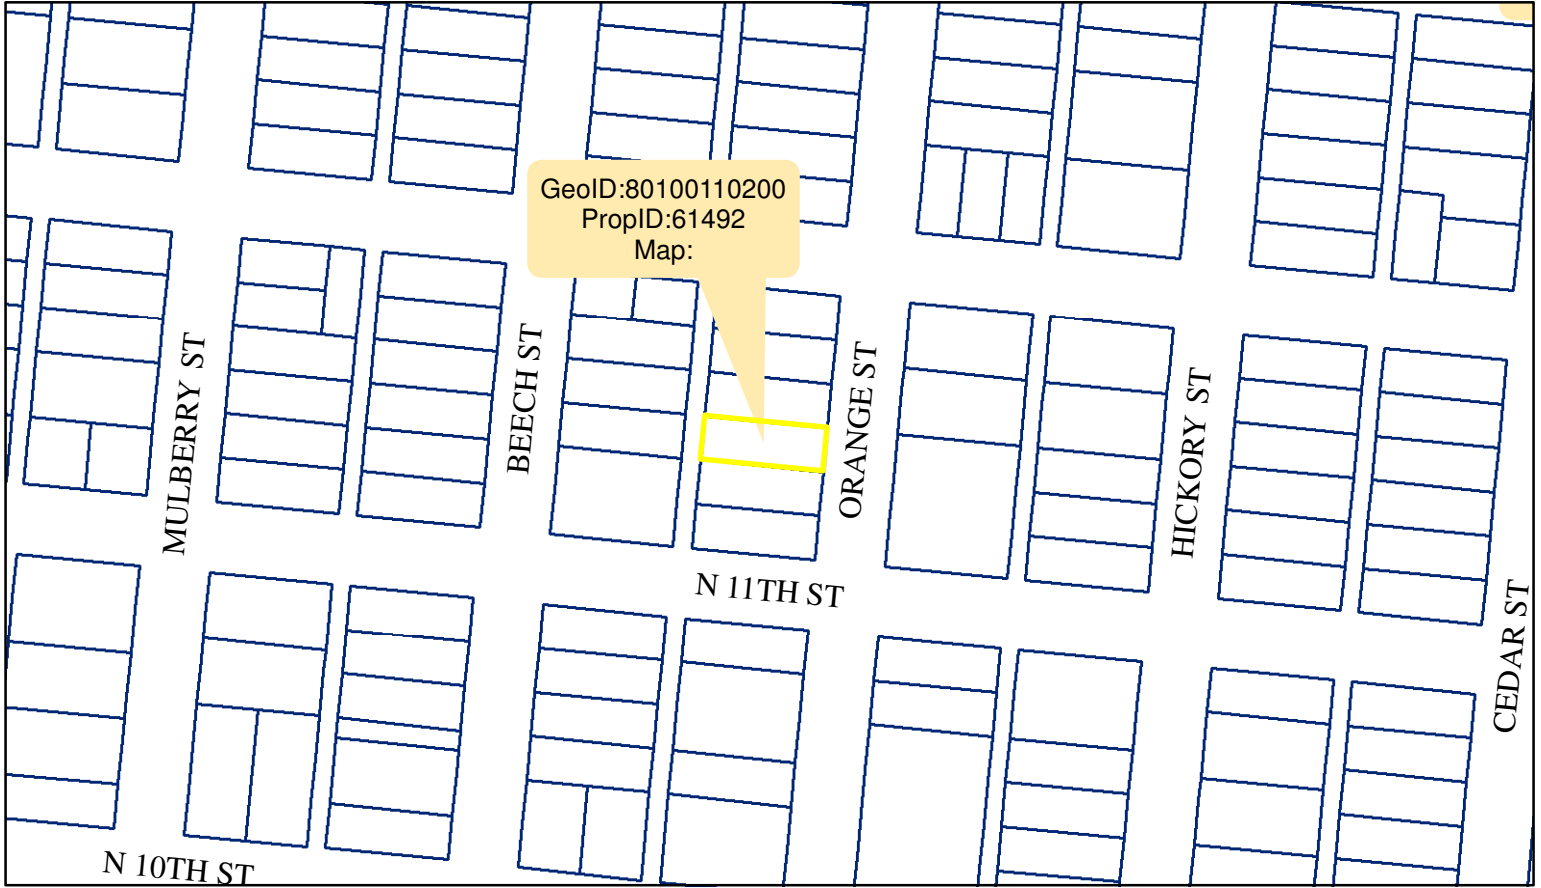 GeoID:80100110200
PropID:61492
Map:
MULBERRY ST
BEECH ST
ORANGE ST
HICKORY ST
CEDAR ST
N 11TH ST
N 10TH ST